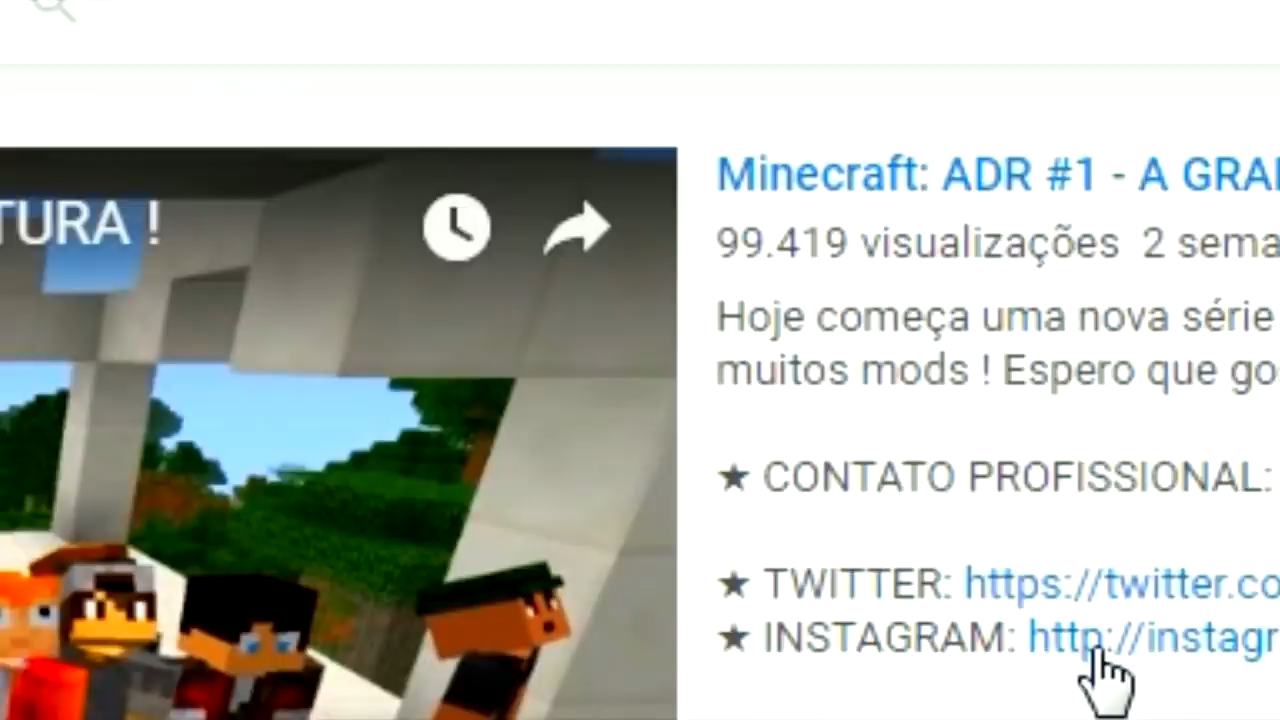 TURA !
Minecraft: ADR #1 - A GRA
99.419 visualizações 2 sema
Hoje começa uma nova série
muitos mods ! Espero que go
★ CONTATO PROFISSIONAL:
★ TWITTER: https://twitter.co
★ INSTAGRAM: http://instagr